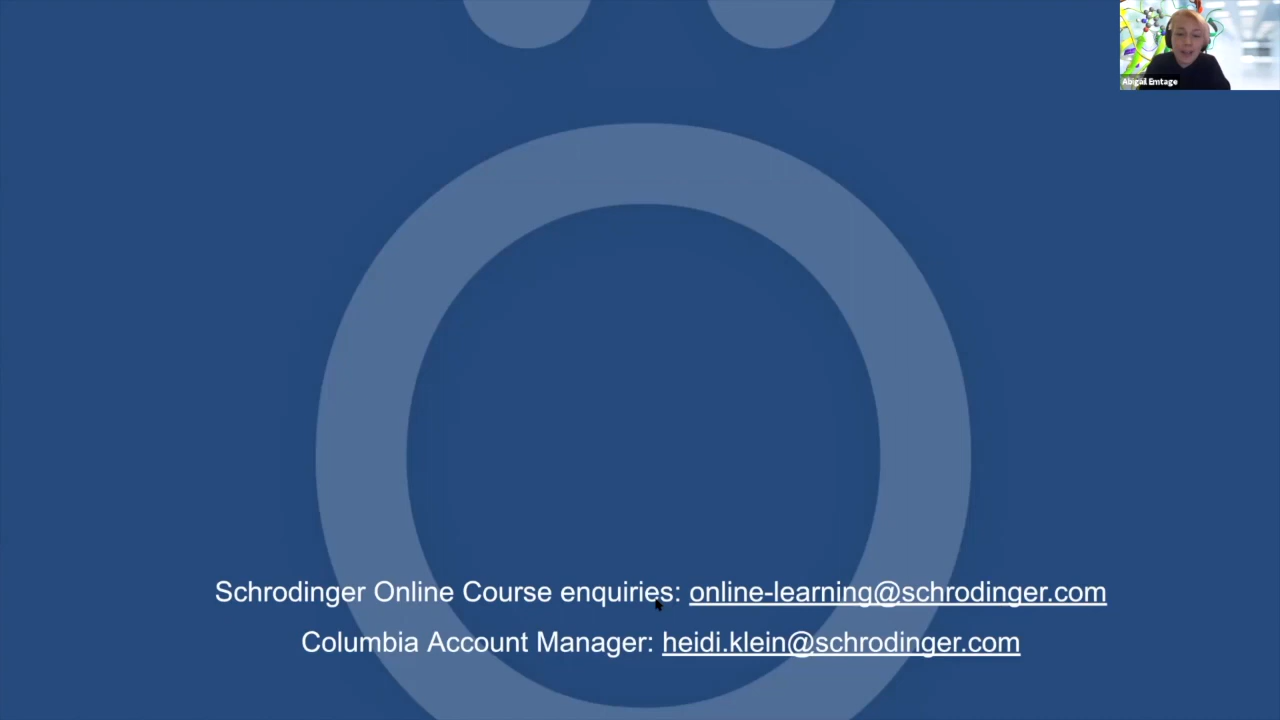 Abigail Emtage
Schrodinger Online Course enquiries: online-learning@schrodinger.com
Columbia Account Manager: heidi.klein@schrodinger.com